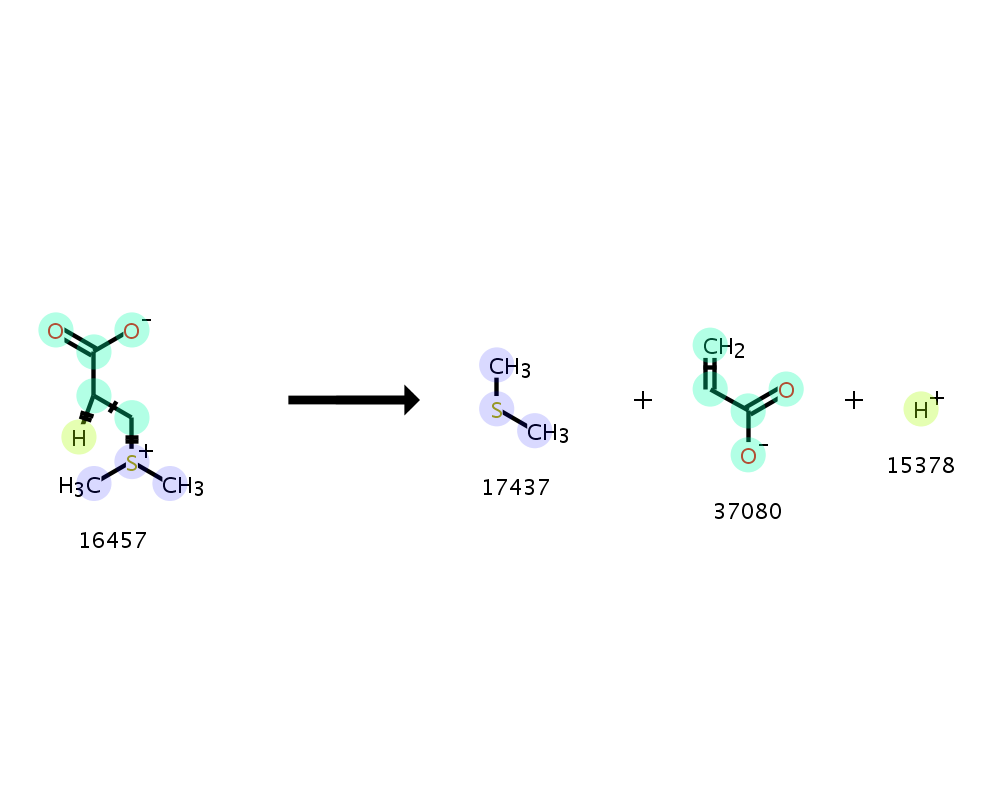 O O−
H
S+
H3C CH3
16457
CH3
S
CH3
17437
+
CH2
O
O−
37080
+
H+
15378